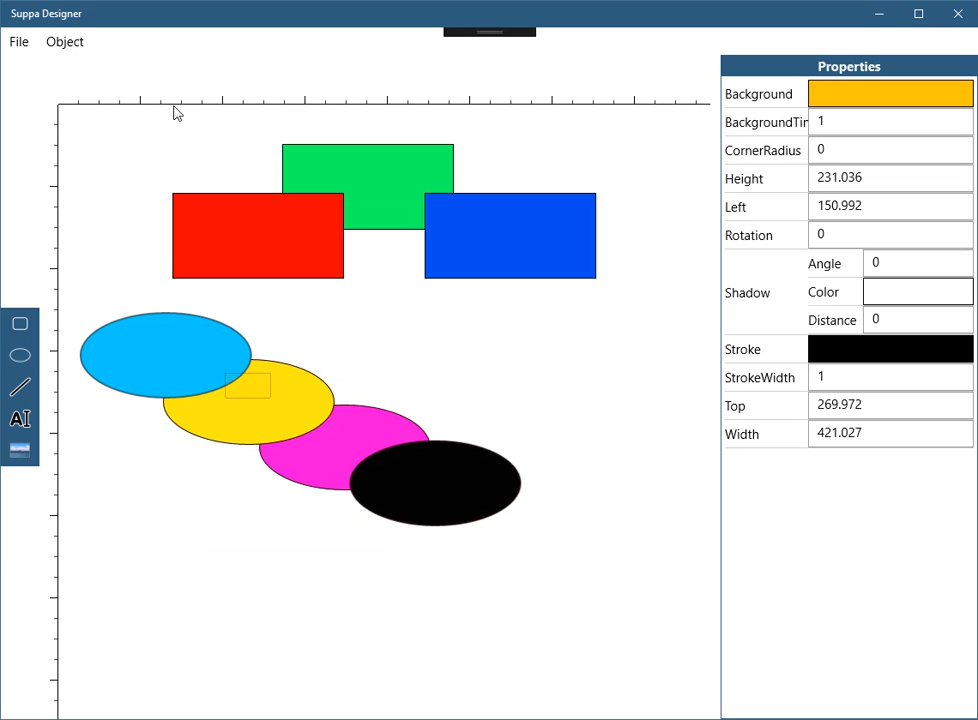 Suppa Designer
File Object
Properties
Background
BackgroundTin 1
CornerRadius 0
Height 231.036
Left 150.992
Rotation 0
Shadow
Angle 0
Color
Distance 0
Stroke
StrokeWidth 1
Top 269.972
Width 421.027
AI